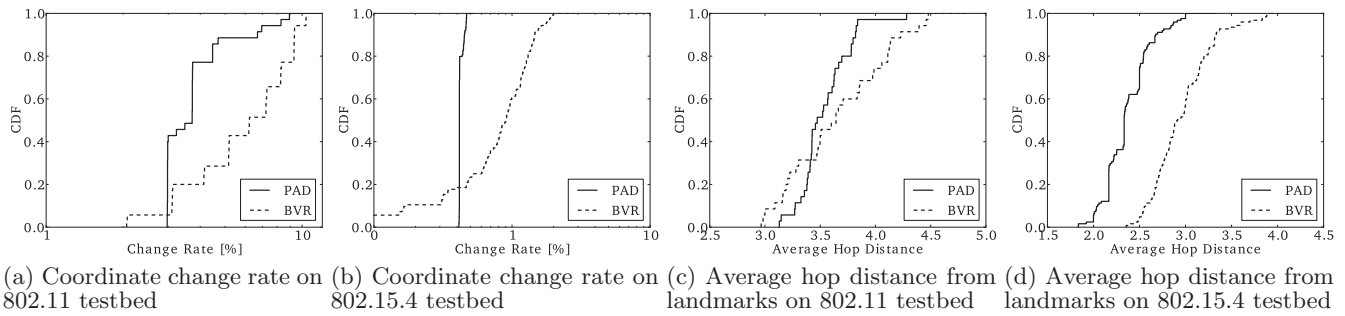 CDF
1.0
0.8
0.6
0.4
0.2
0.0
1
10
Change Rate [%]
PAD
BVR
CDF
1.0
0.8
0.6
0.4
0.2
0.0
0
1
10
Change Rate [%]
PAD
BVR
CDF
1.0
0.8
0.6
0.4
0.2
0.0
2.5
3.0
3.5
4.0
4.5
5.0
Average Hop Distance
PAD
BVR
CDF
1.0
0.8
0.6
0.4
0.2
0.0
1.5
2.0
2.5
3.0
3.5
4.0
4.5
Average Hop Distance
PAD
BVR
(a) Coordinate change rate on
802.11 testbed
(b) Coordinate change rate on
802.15.4 testbed
(c) Average hop distance from
landmarks on 802.11 testbed
(d) Average hop distance from
landmarks on 802.15.4 testbed